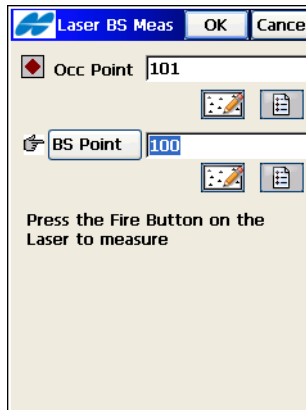 Laser BS Meas OK Cance
Occ Point 101
BS Point 100
Press the Fire Button on the
Laser to measure